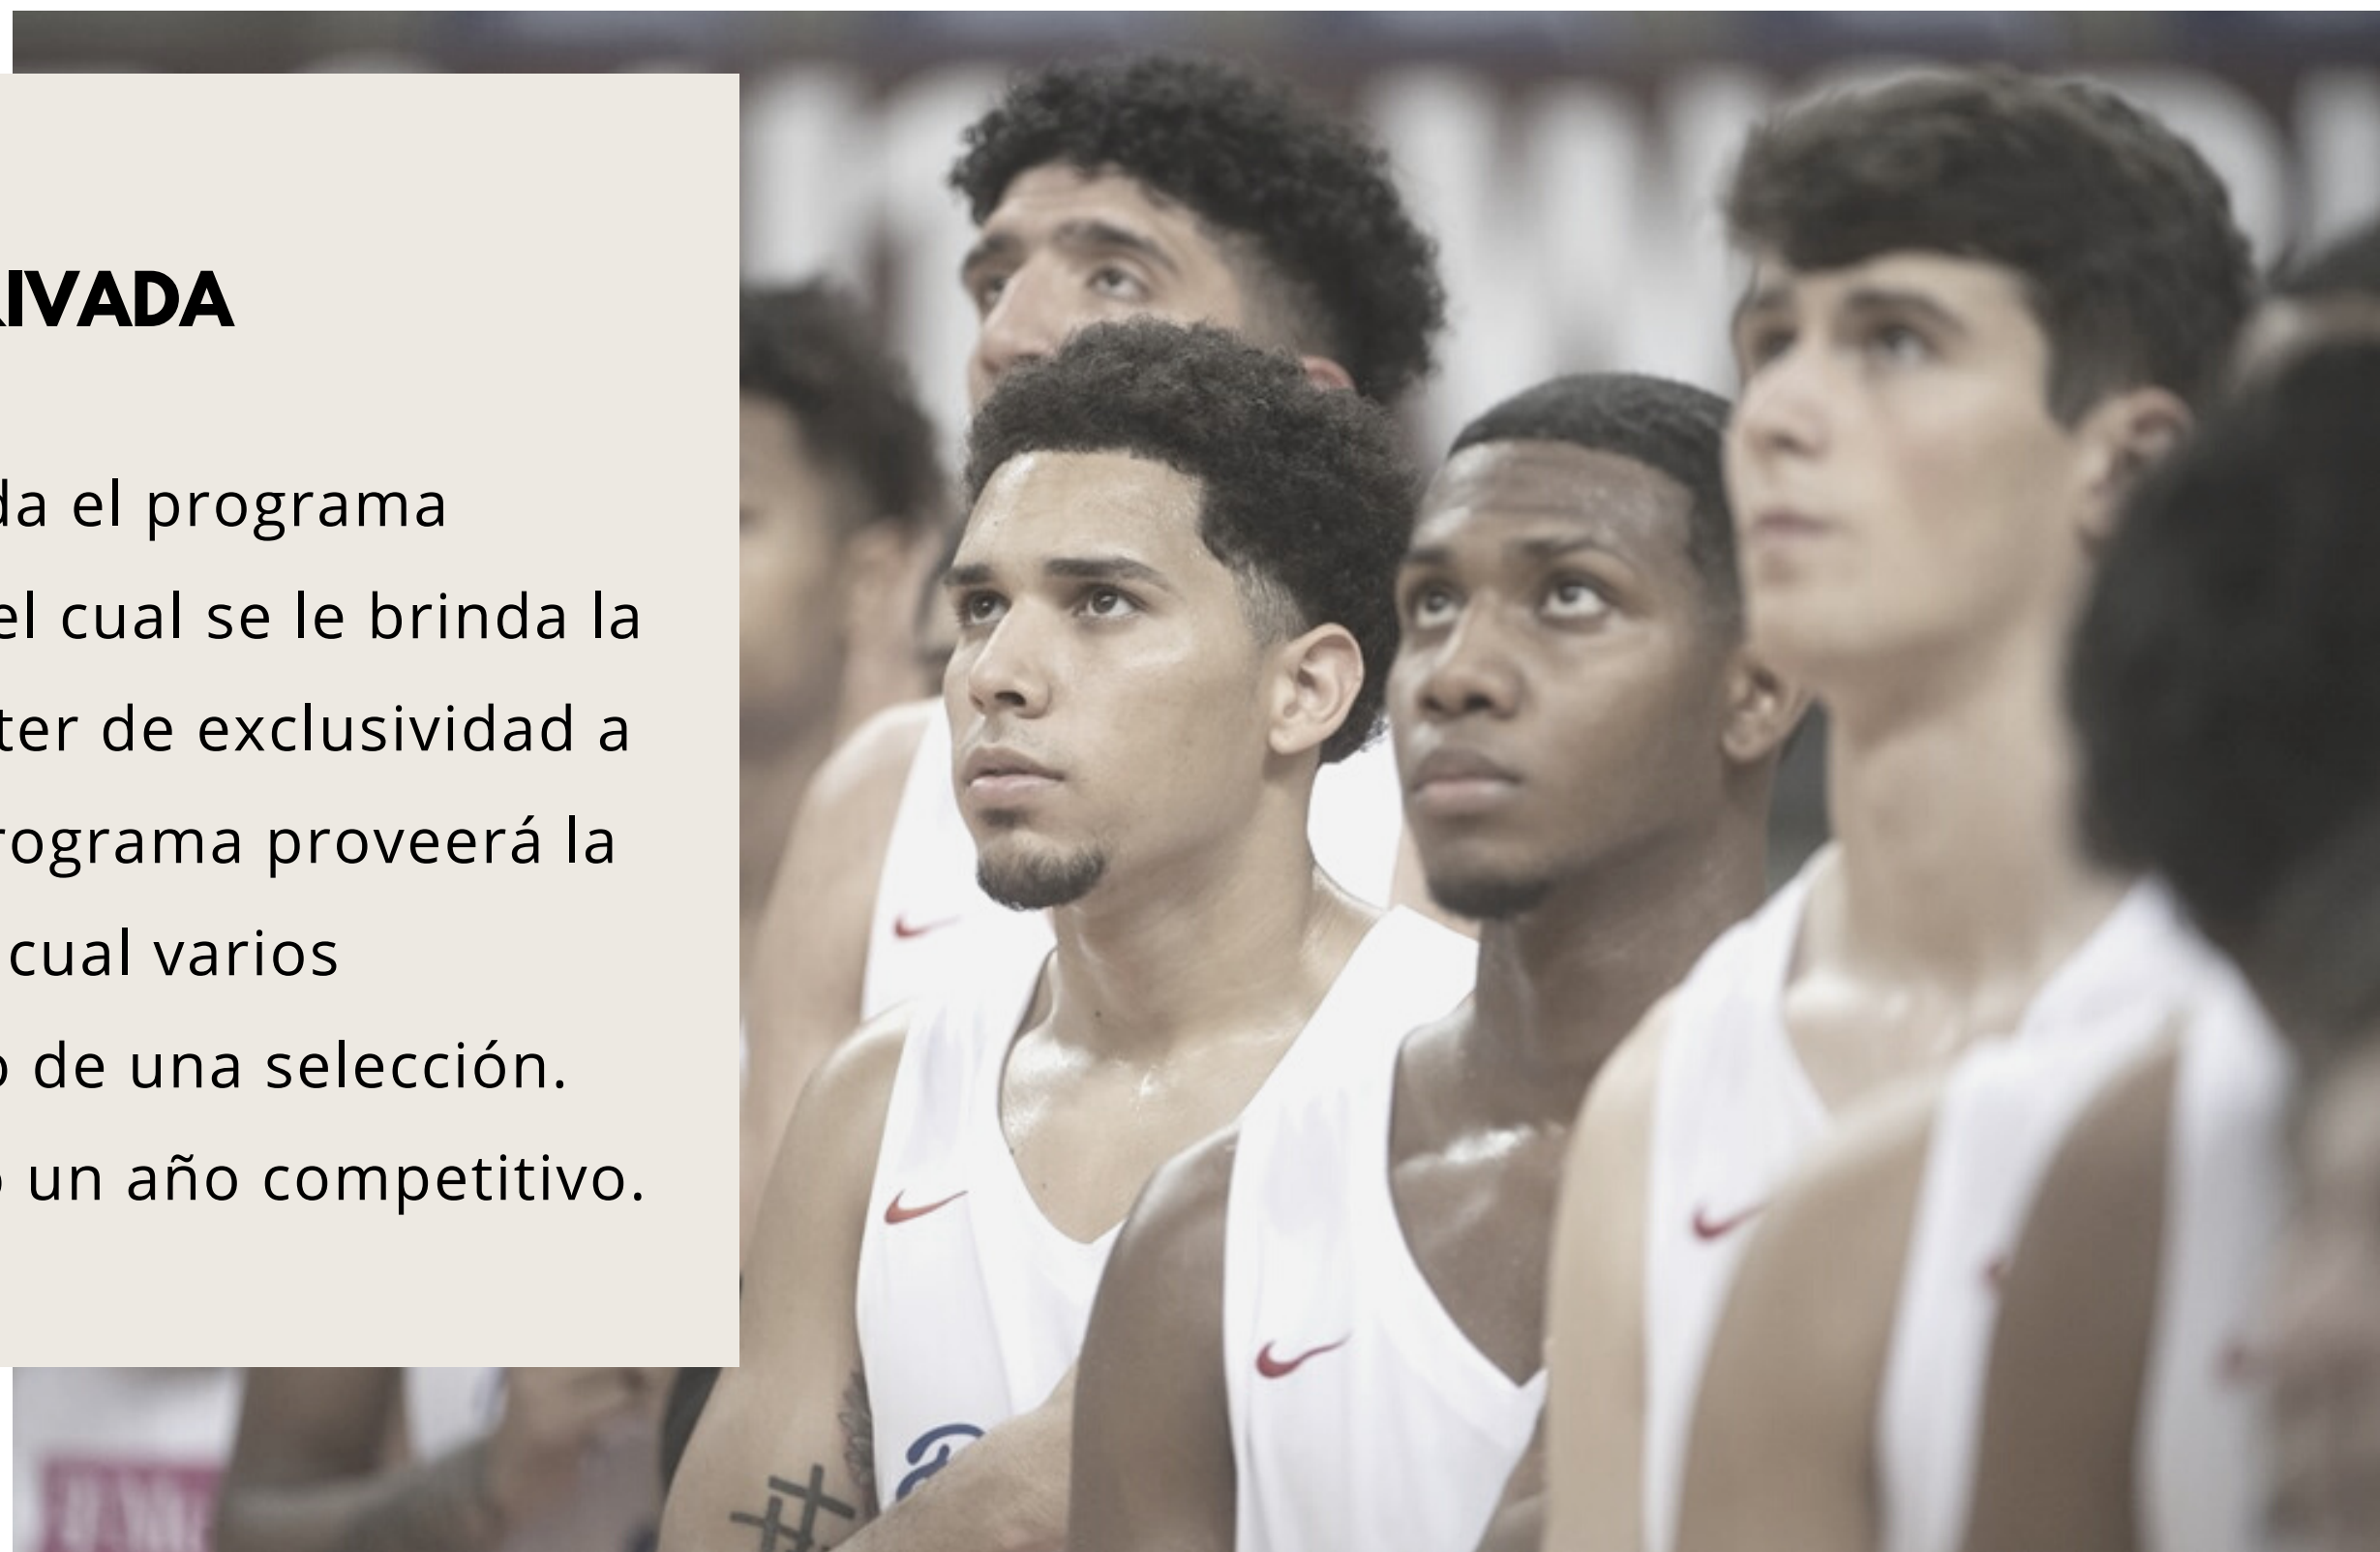 RIVADA
da el programa
el cual se le brinda la
ter de exclusividad a
rograma proveerá la
cual varios
o de una selección.
o un año competitivo.